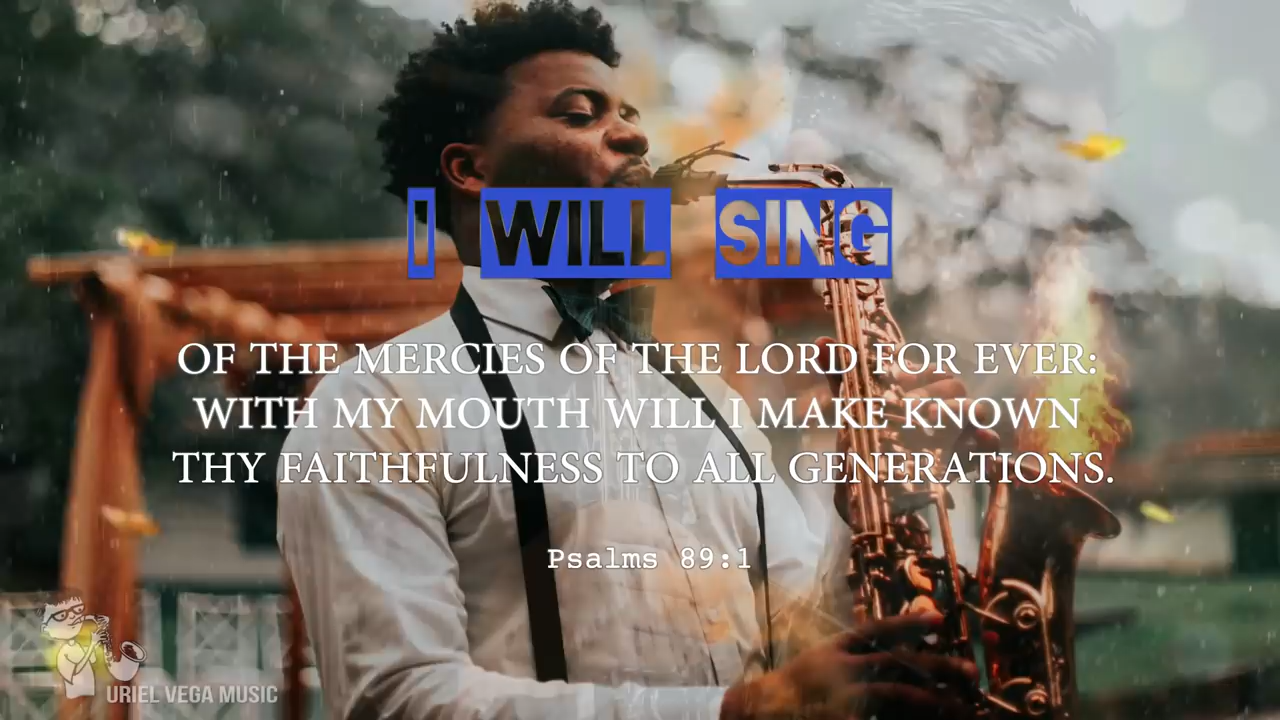 I WILL SING
OF THE MERCIES OF THE LORD FOR EVER:
WITH MY MOUTH WILL I MAKE KNOWN
THY FAITHFULNESS TO ALL GENERATIONS.
Psalms 89:1
URIEL VEGA MUSIC